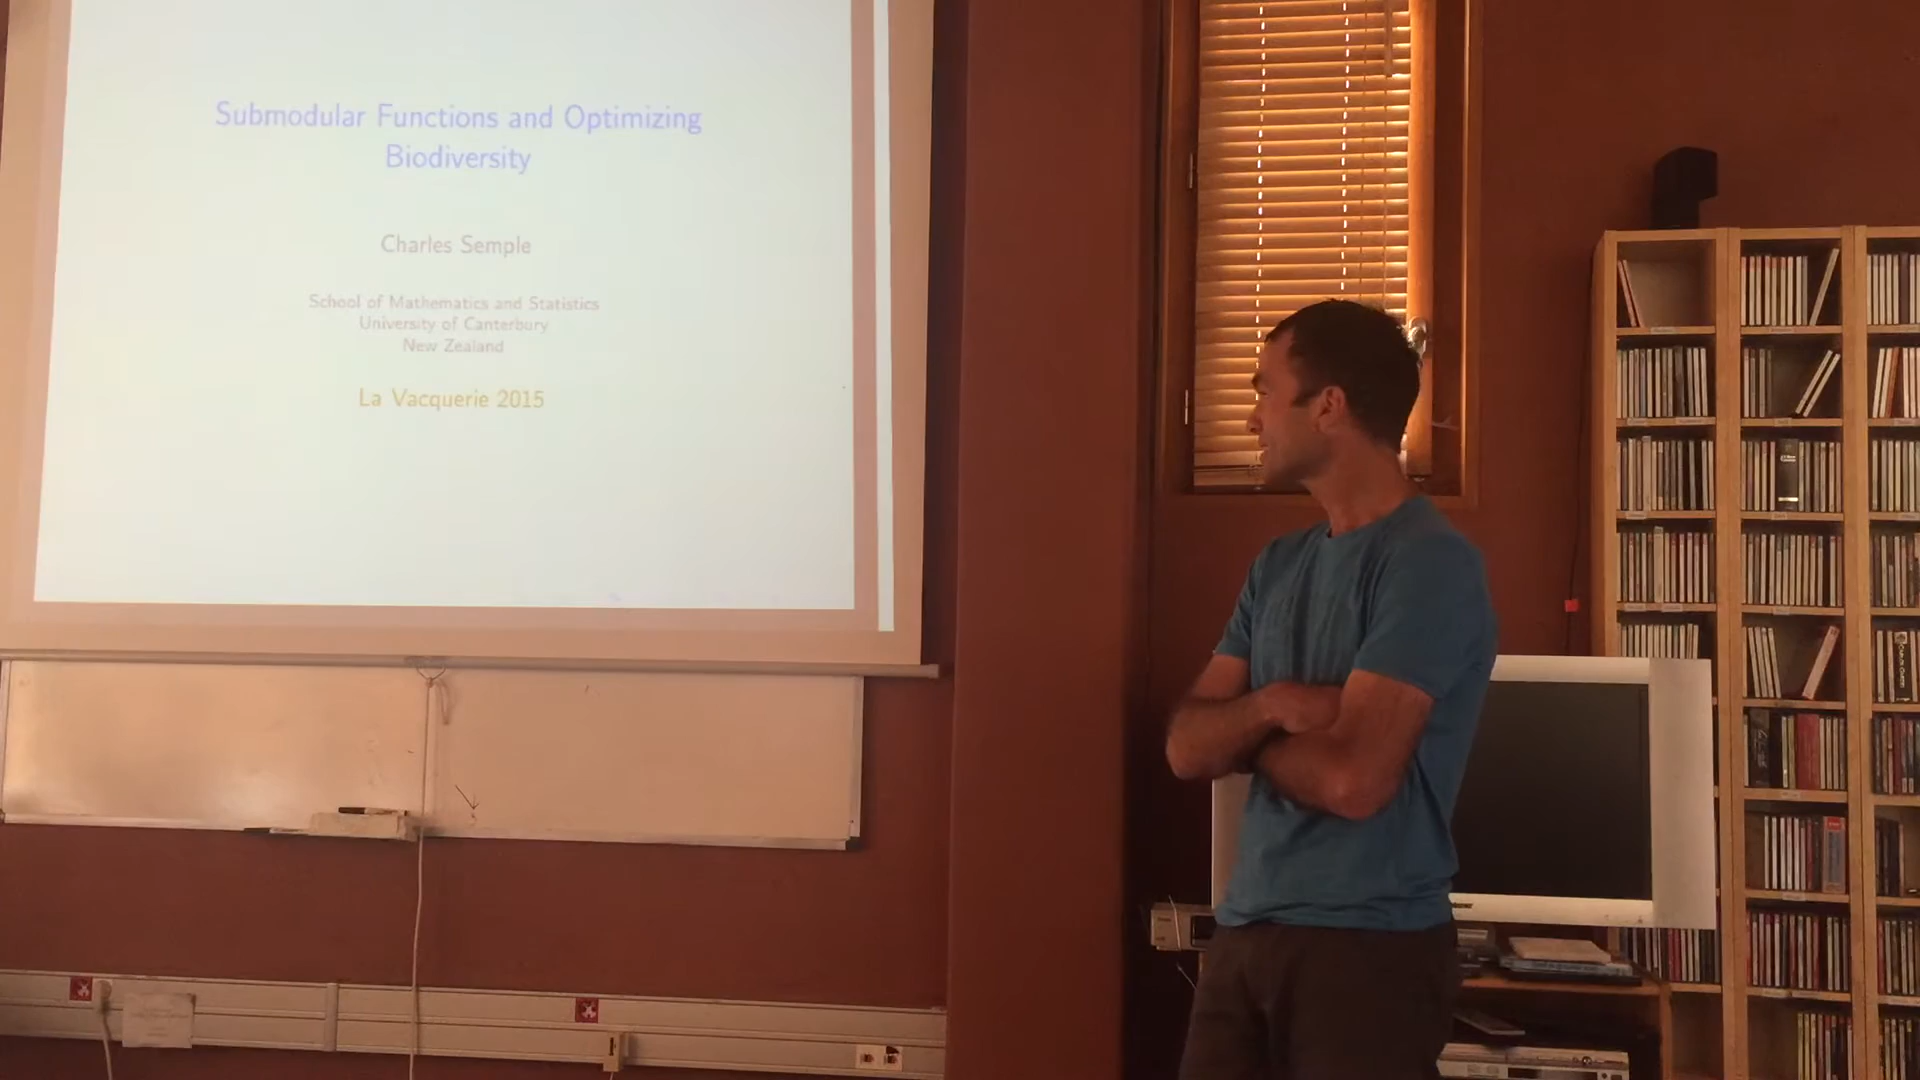 Submodular Functions and Optimizing
Biodiversity
Charles Semple
School of Mathematics and Statistics
University of Canterbury
New Zealand
La Vacquerie 2015